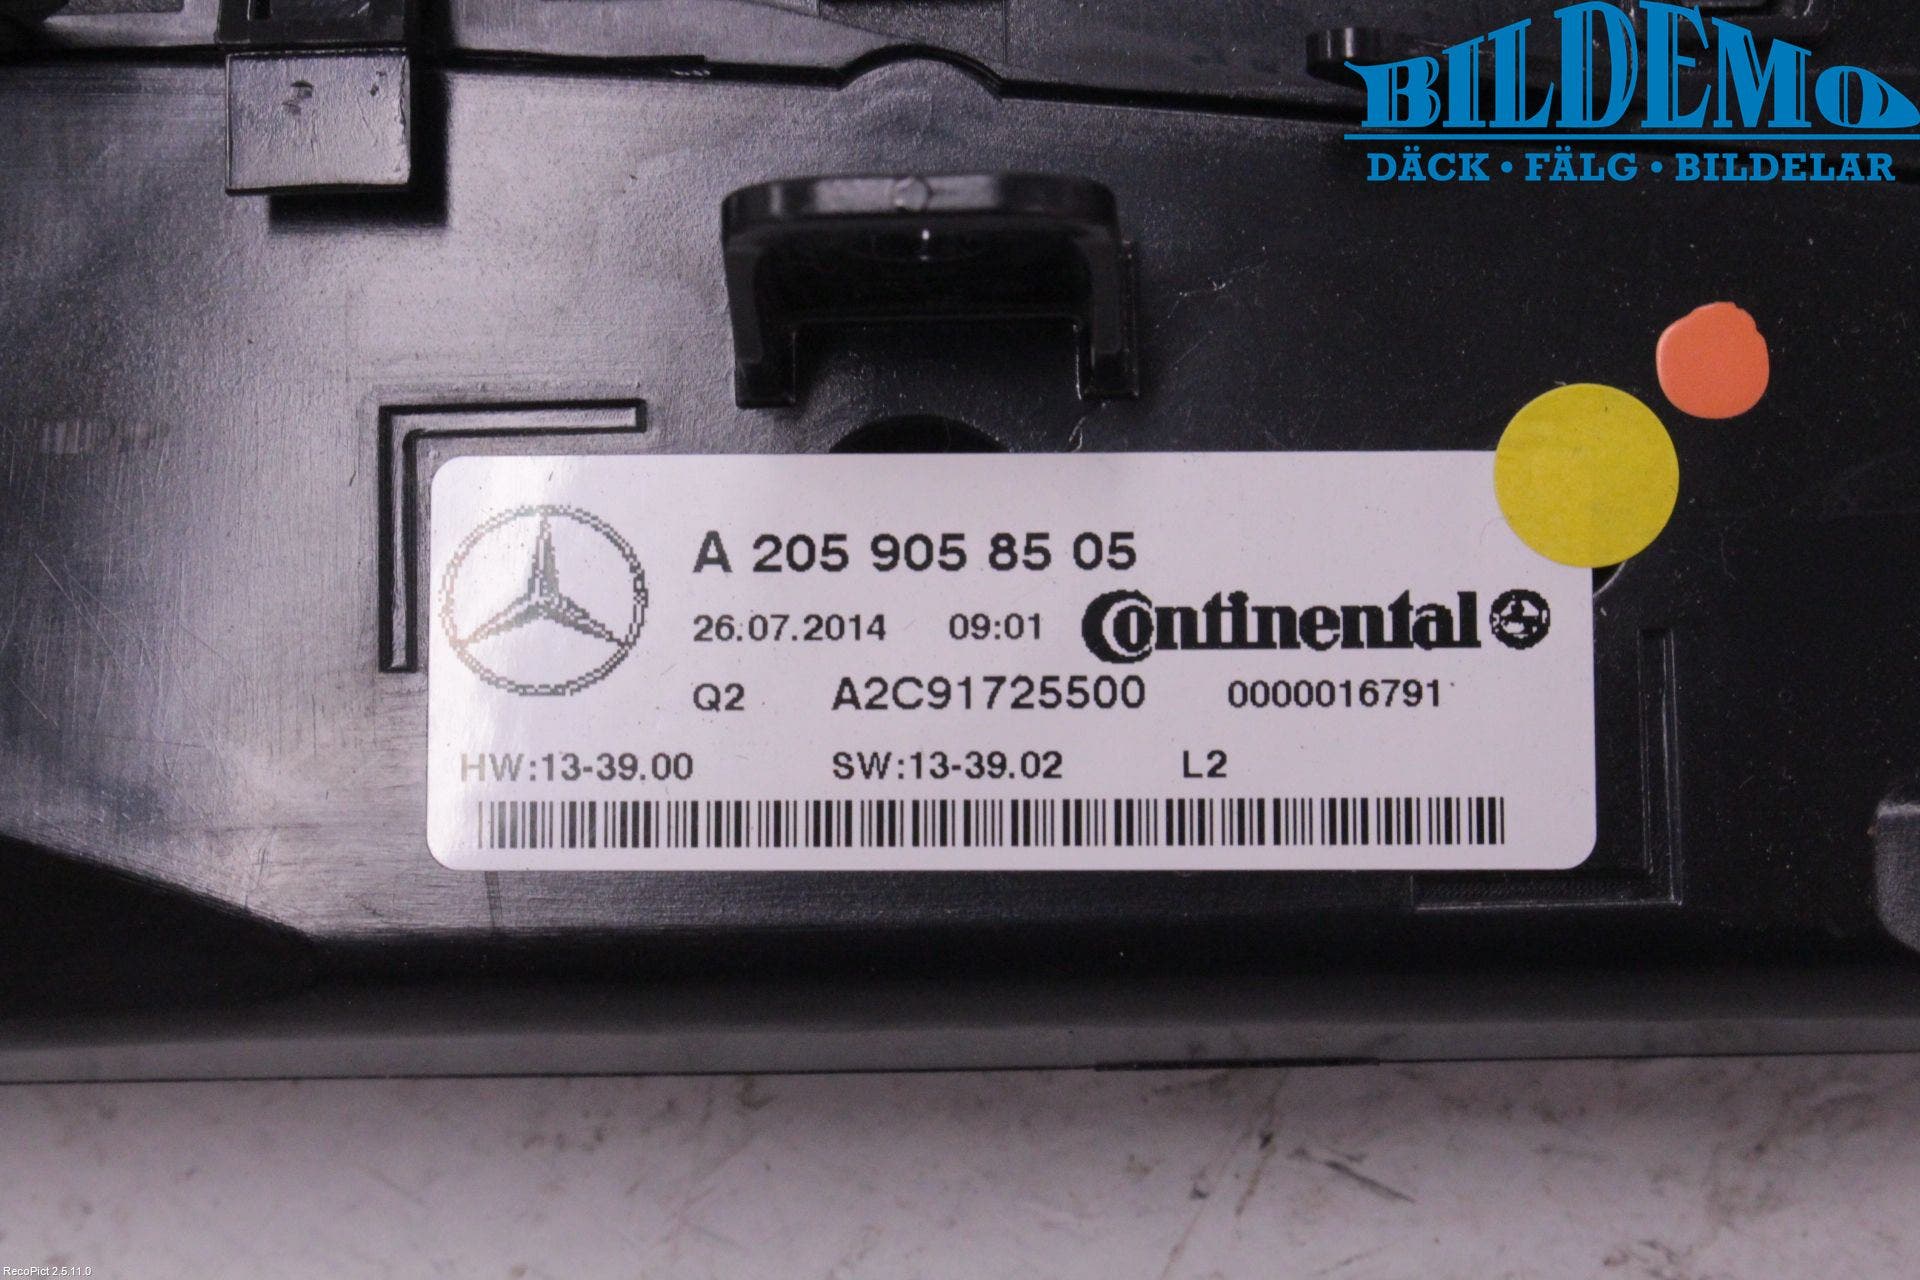 BILDEMO
DÄCK • FÄLG • BILDELAR
A 205 905 85 05
26.07.2014 09:01 Continental
Q2 A2C91725500 0000016791
HW:13-39.00 SW:13-39.02 L2
RecoPict 2.5.11.0